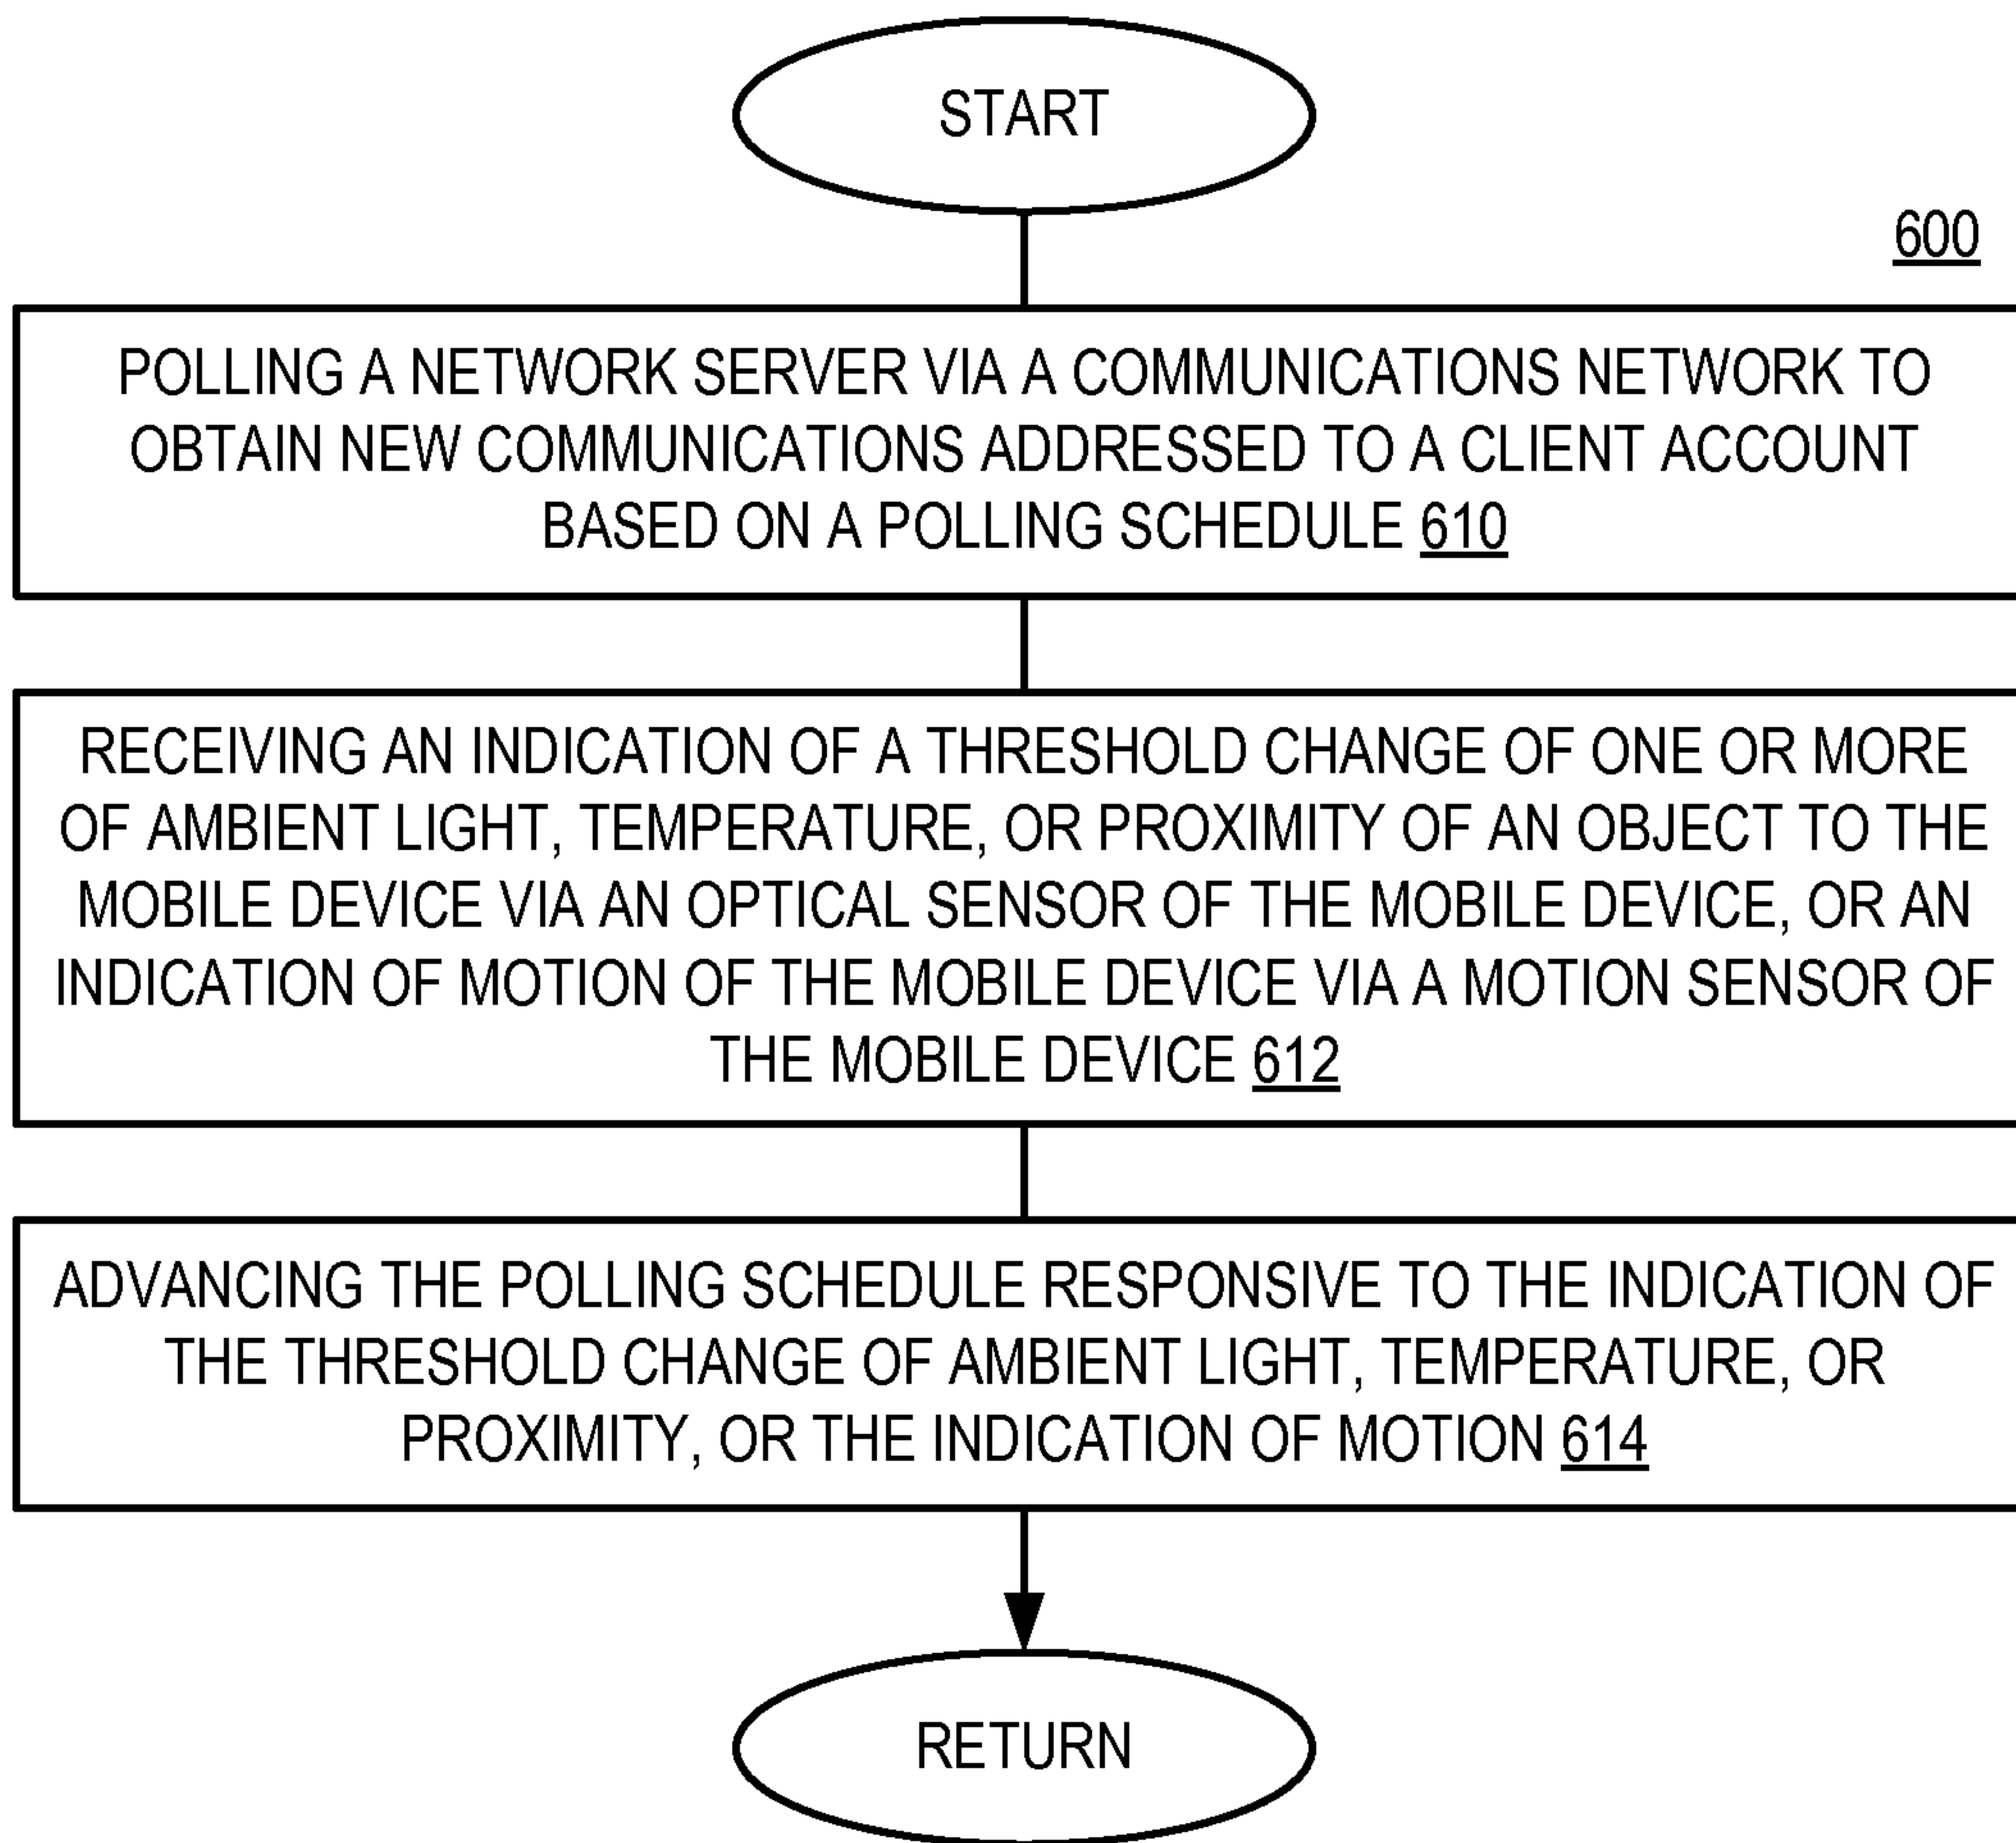 START
600
POLLING A NETWORK SERVER VIA A COMMUNICATIONS NETWORK TO
OBTAIN NEW COMMUNICATIONS ADDRESSED TO A CLIENT ACCOUNT
BASED ON A POLLING SCHEDULE 610
RECEIVING AN INDICATION OF A THRESHOLD CHANGE OF ONE OR MORE
OF AMBIENT LIGHT, TEMPERATURE, OR PROXIMITY OF AN OBJECT TO THE
MOBILE DEVICE VIA AN OPTICAL SENSOR OF THE MOBILE DEVICE, OR AN
INDICATION OF MOTION OF THE MOBILE DEVICE VIA A MOTION SENSOR OF
THE MOBILE DEVICE 612
ADVANCING THE POLLING SCHEDULE RESPONSIVE TO THE INDICATION OF
THE THRESHOLD CHANGE OF AMBIENT LIGHT, TEMPERATURE, OR
PROXIMITY, OR THE INDICATION OF MOTION 614
RETURN